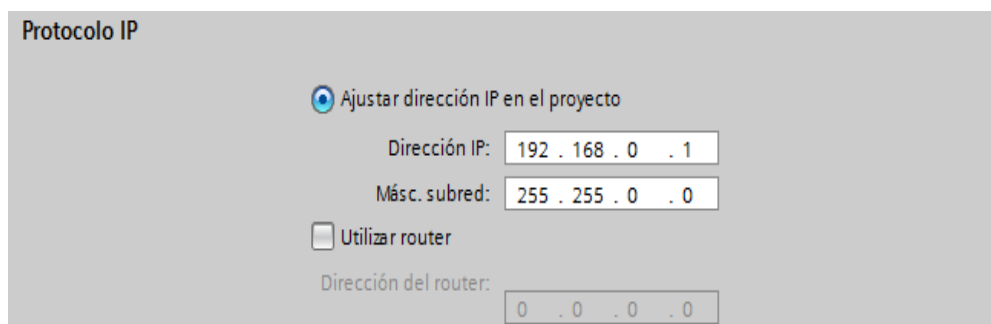 Protocolo IP
Ajustar dirección IP en el proyecto
Dirección IP: 192 . 168 . 0 . 1
Másc. subred: 255 . 255 . 0 . 0
Utilizar router
Dirección del router:
0 . 0 . 0 . 0